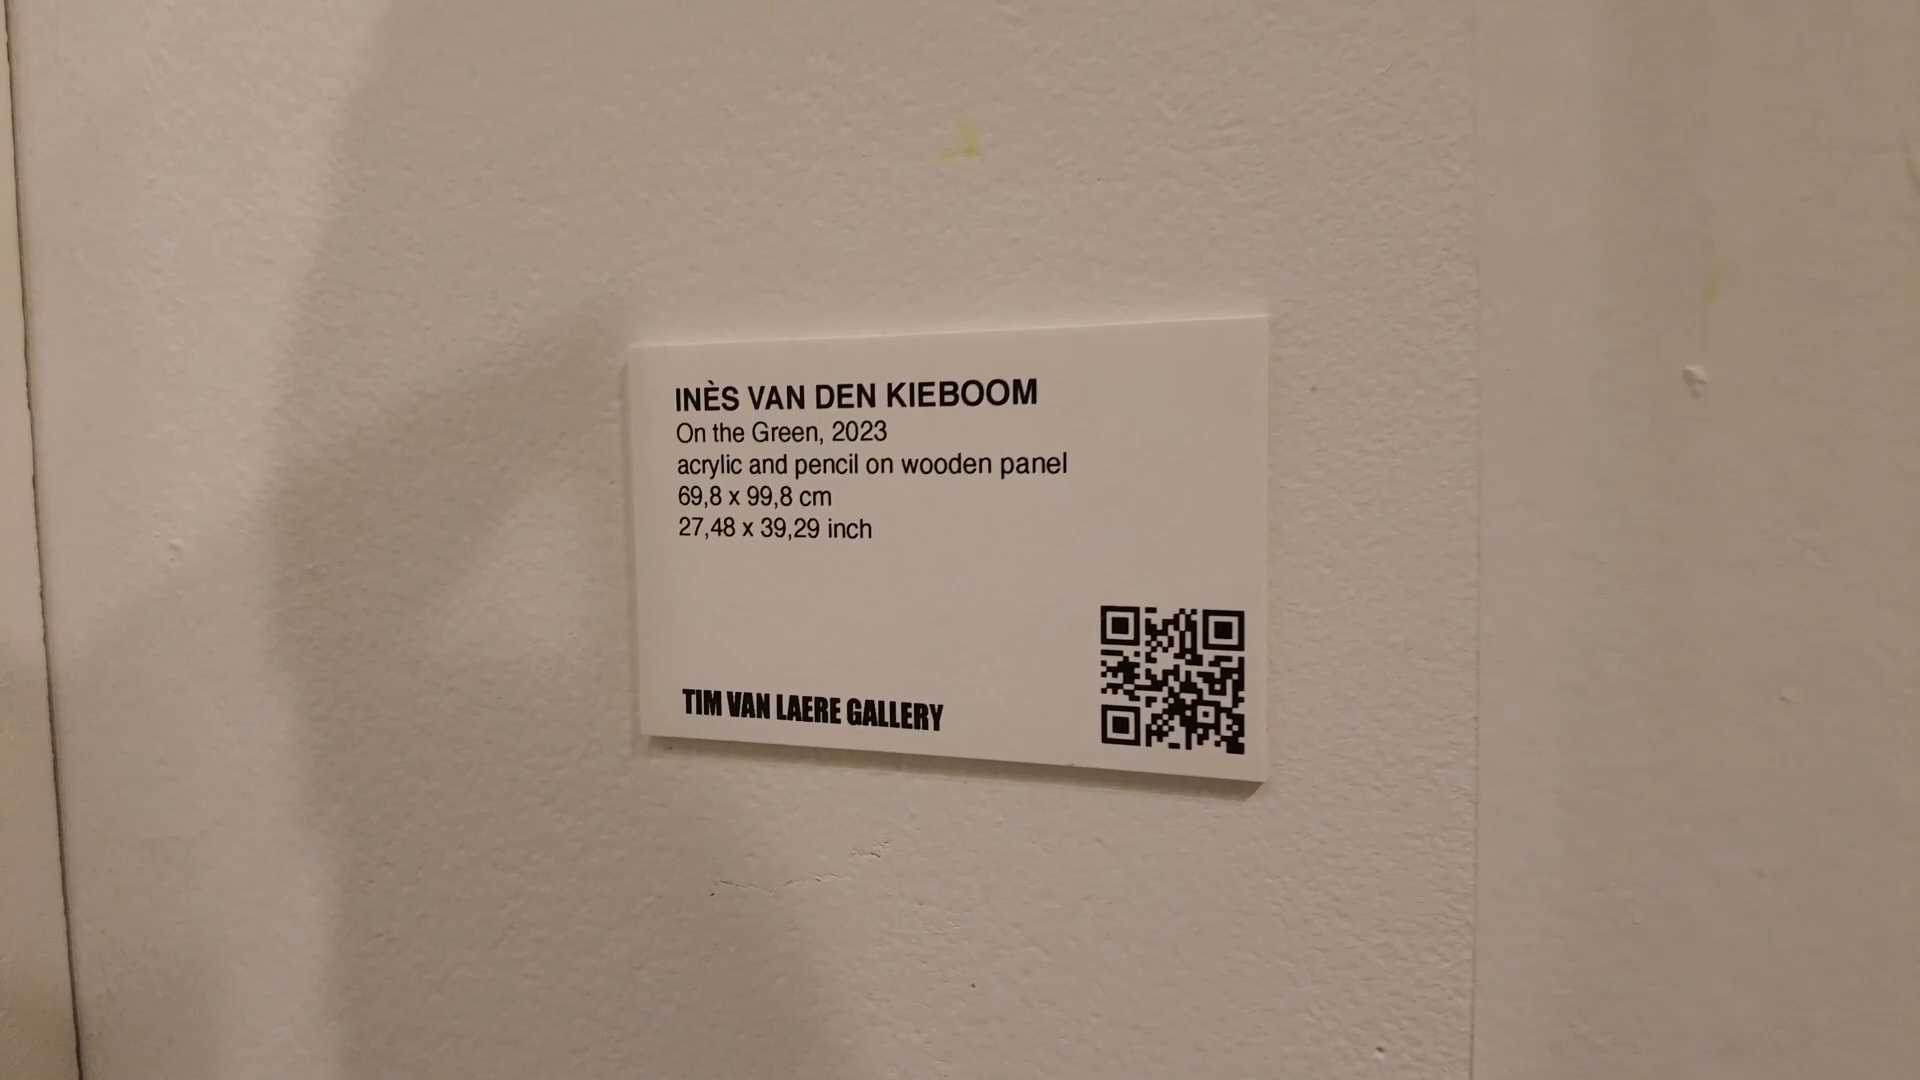 INÈS VAN DEN KIEBOOM
On the Green, 2023
acrylic and pencil on wooden panel
69,8 x 99,8 cm
27,48 x 39,29 inch
TIM VAN LAERE GALLERY